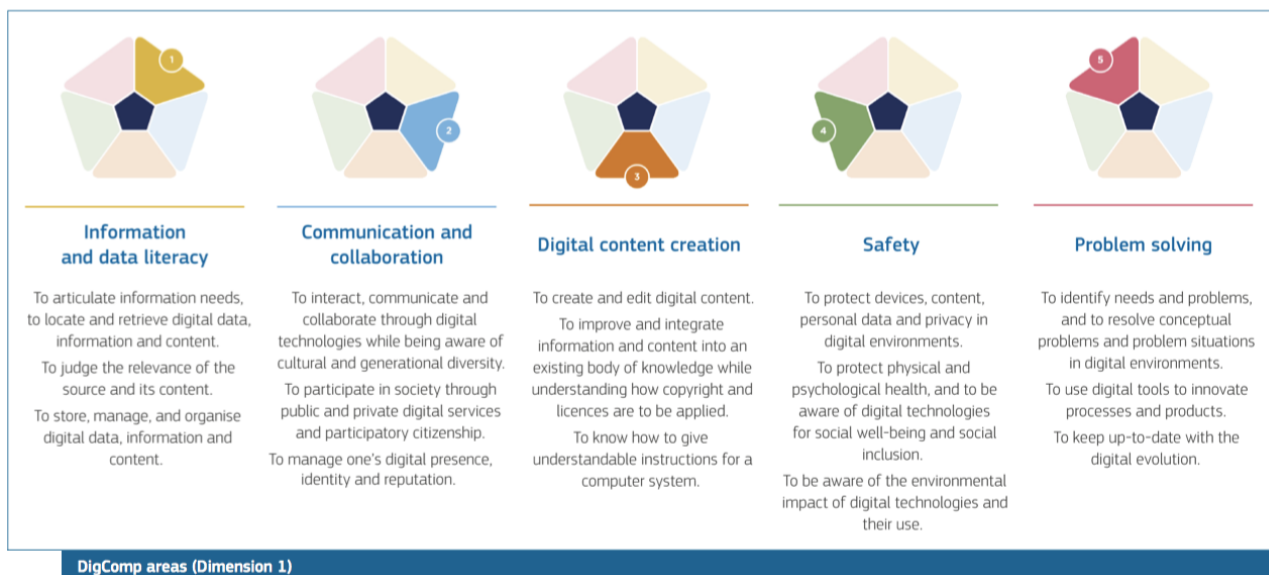 1
2
3
4
5
Information
and data literacy
To articulate information needs,
to locate and retrieve digital data,
information and content.
To judge the relevance of the
source and its content.
To store, manage, and organise
digital data, information and
content.
Communication and
collaboration
To interact, communicate and
collaborate through digital
technologies while being aware of
cultural and generational diversity.
To participate in society through
public and private digital services
and participatory citizenship.
To manage one's digital presence,
identity and reputation.
Digital content creation
To create and edit digital content.
To improve and integrate
information and content into an
existing body of knowledge while
understanding how copyright and
licences are to be applied.
To know how to give
understandable instructions for a
computer system.
Safety
To protect devices, content,
personal data and privacy in
digital environments.
To protect physical and
psychological health, and to be
aware of digital technologies
for social well-being and social
inclusion.
To be aware of the environmental
impact of digital technologies and
their use.
Problem solving
To identify needs and problems,
and to resolve conceptual
problems and problem situations
in digital environments.
To use digital tools to innovate
processes and products.
To keep up-to-date with the
digital evolution.
DigComp areas (Dimension 1)